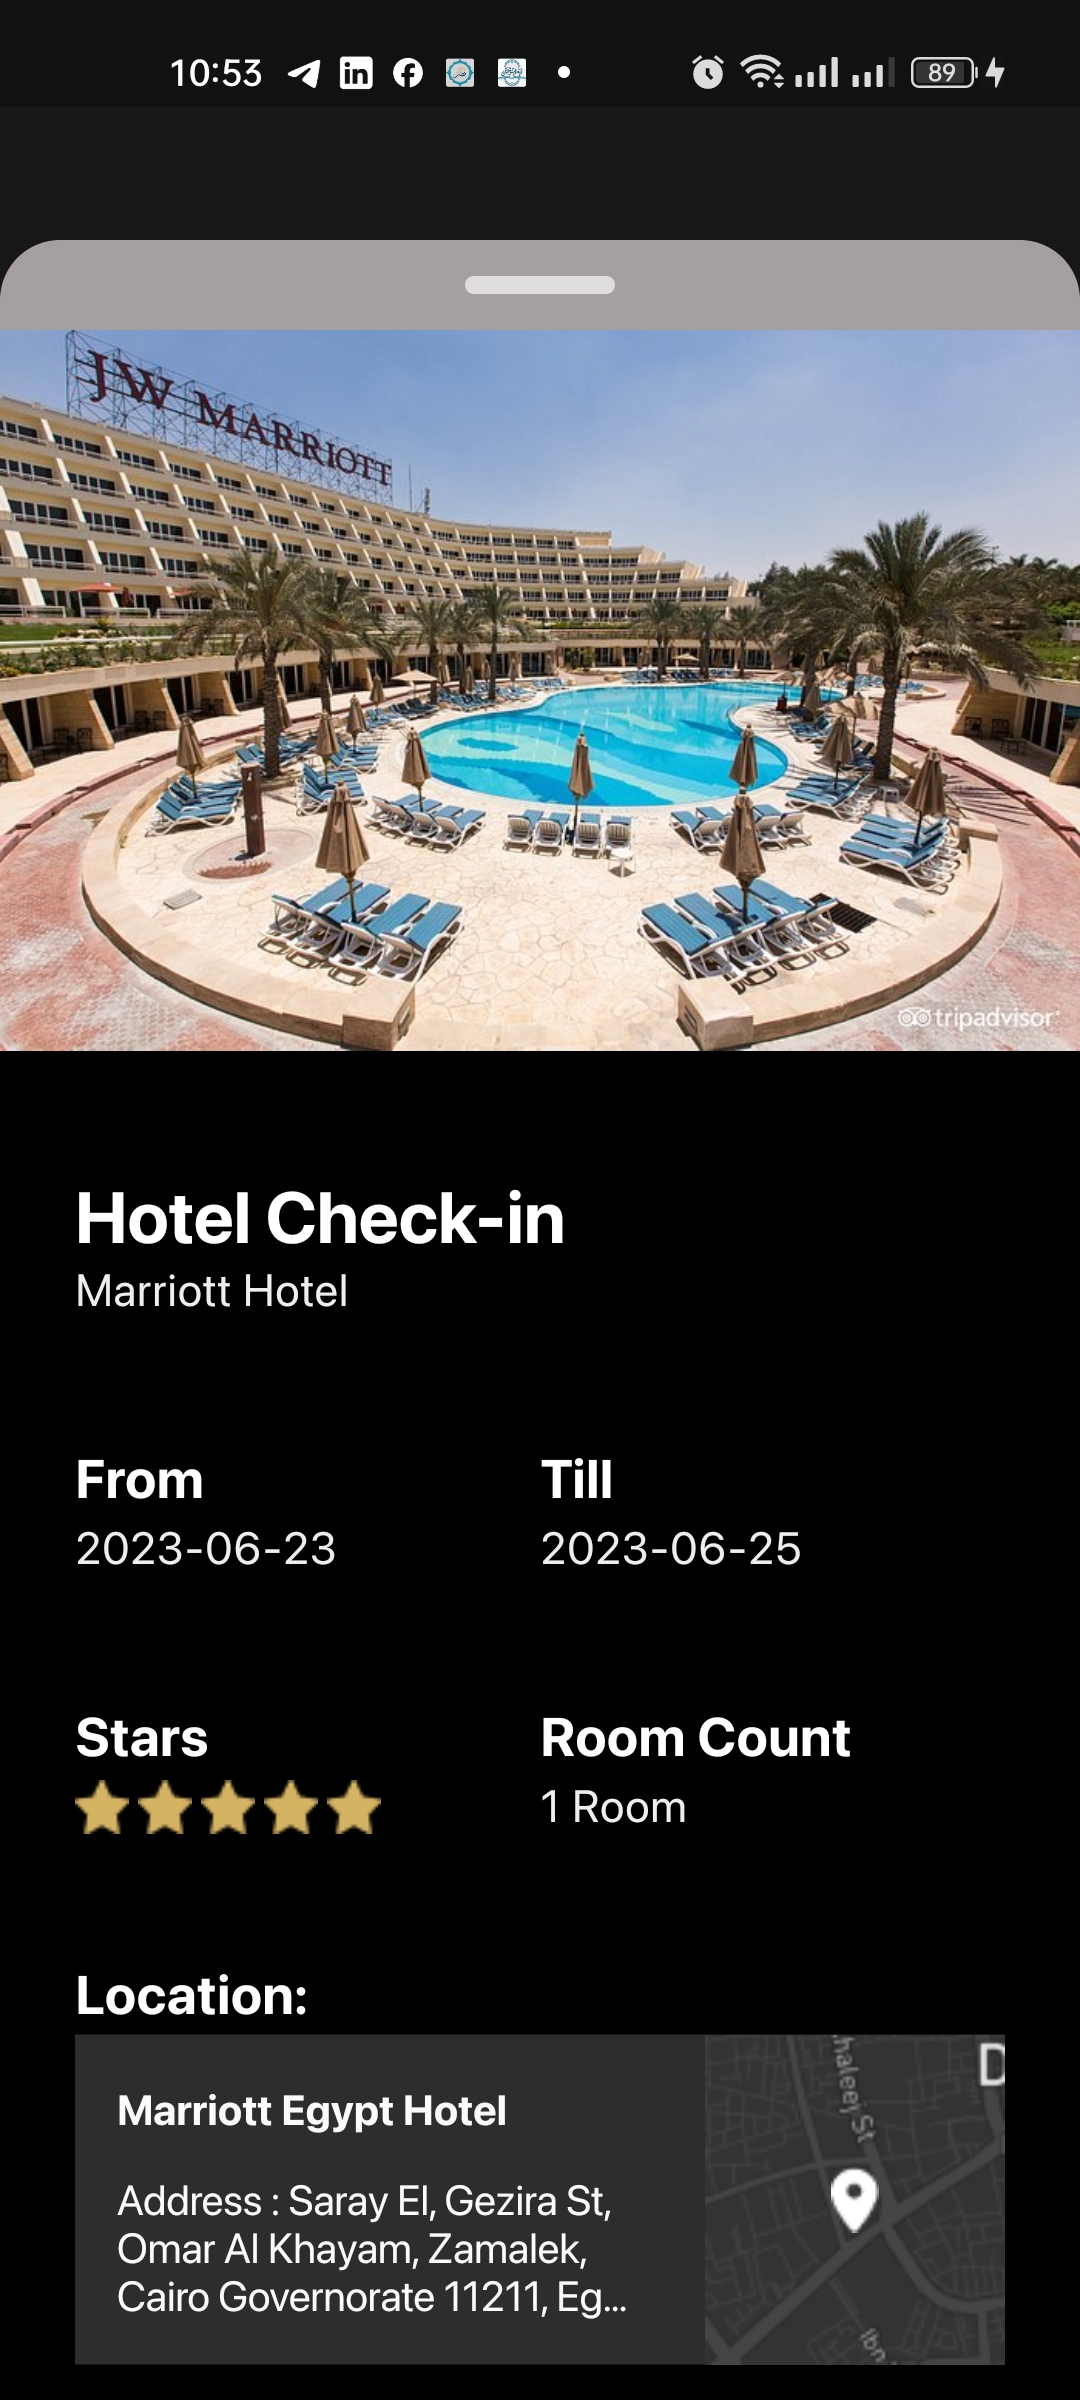 10:53
89
JW MARRIOTT
tripadvisor
Hotel Check-in
Marriott Hotel
From
Till
2023-06-23
2023-06-25
Stars
Room Count
1 Room
Location:
Marriott Egypt Hotel
Address : Saray El, Gezira St,
Omar Al Khayam, Zamalek,
Cairo Governorate 11211, Eg...
haleej St
D
Ibn